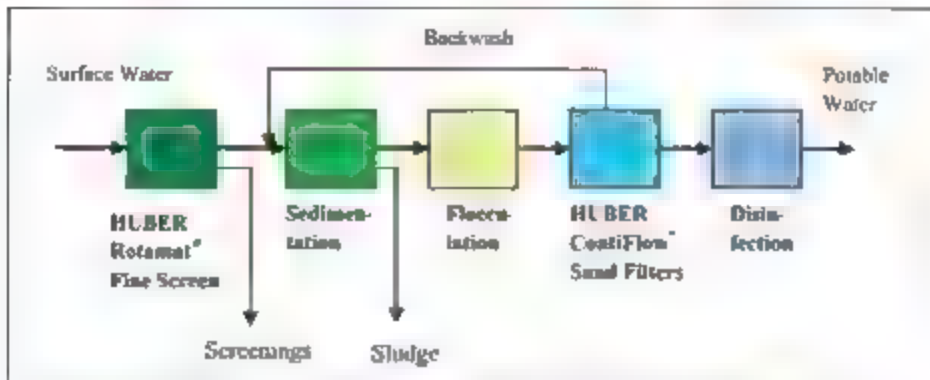 Backwash
Surface Water
Potable
Water
HUBER
Rotamat®
Fine Screen
Sedimen-
tation
Floccu-
lation
HUBER
ContiFlow®
Sand Filters
Disin-
fection
Screenings
Sludge